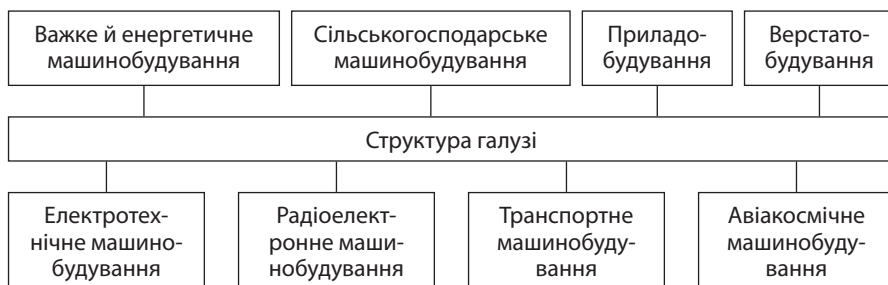 Важке й енергетичне
машинобудування
Сільськогосподарське
машинобудування
Приладо-
будування
Верстато-
будування
Структура галузі
Електротех-
нічне машино-
будування
Радіоелект-
ронне маши-
нобудування
Транспортне
машинобуду-
вання
Авіакосмічне
машинобуду-
вання